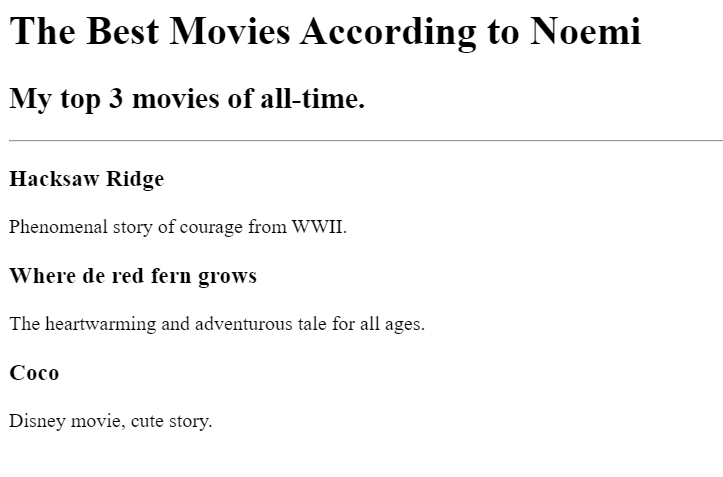 The Best Movies According to Noemi
My top 3 movies of all-time.
Hacksaw Ridge
Phenomenal story of courage from WWII.
Where de red fern grows
The heartwarming and adventurous tale for all ages.
Coco
Disney movie, cute story.